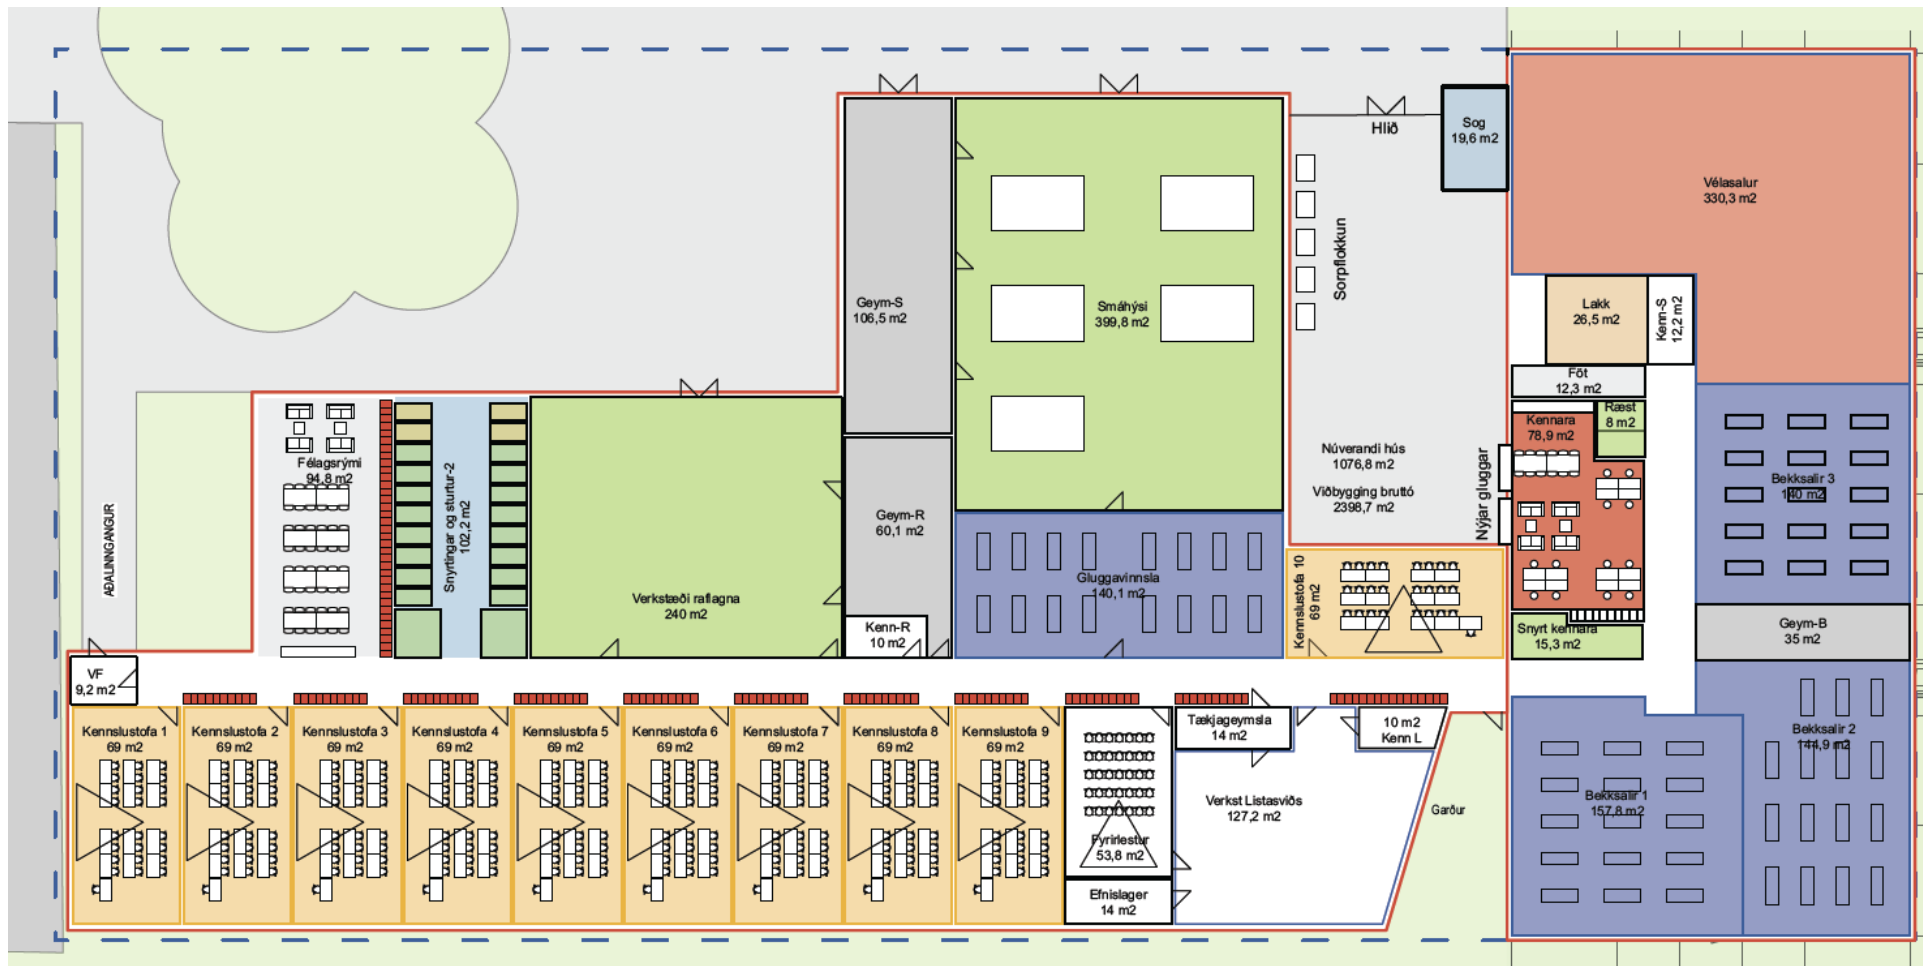 Hlið
Sog
19,6 m2
Vélasalur
330,3 m2
Sorpflokkun
Geym-S
106,5 m2
Smáhýsi
399,8 m2
Lakk
26,5 m2
Kenn-S
12,2 m2
Föt
12,3 m2
Kennara
78,9 m2
Ræst
8 m2
Félagsrými
94,8 m2
Snyrtingar og sturtur-2
102,2 m2
Núverandi hús
1076,8 m2
Viðbygging bruttó
2398,7 m2
Nýjar gluggar
Bekksalir 3
140 m2
Geym-R
60,1 m2
AÐALINNGANGUR
Verkstæði raflagna
240 m2
Gluggavinnsla
140,1 m2
Kennslustofa 10
69 m2
Kenn-R
10 m2
Snyrt kennara
15,3 m2
Geym-B
35 m2
VF
9,2 m2
Kennslustofa 1
69 m2
Kennslustofa 2
69 m2
Kennslustofa 3
69 m2
Kennslustofa 4
69 m2
Kennslustofa 5
69 m2
Kennslustofa 6
69 m2
Kennslustofa 7
69 m2
Kennslustofa 8
69 m2
Kennslustofa 9
69 m2
Tækjageymsla
14 m2
10 m2
Kenn L
Bekksalir 2
144,9 m2
Verkst Listasviðs
127,2 m2
Garður
Bekksalir 1
157,8 m2
Fyrirlestur
53,8 m2
Efnislager
14 m2